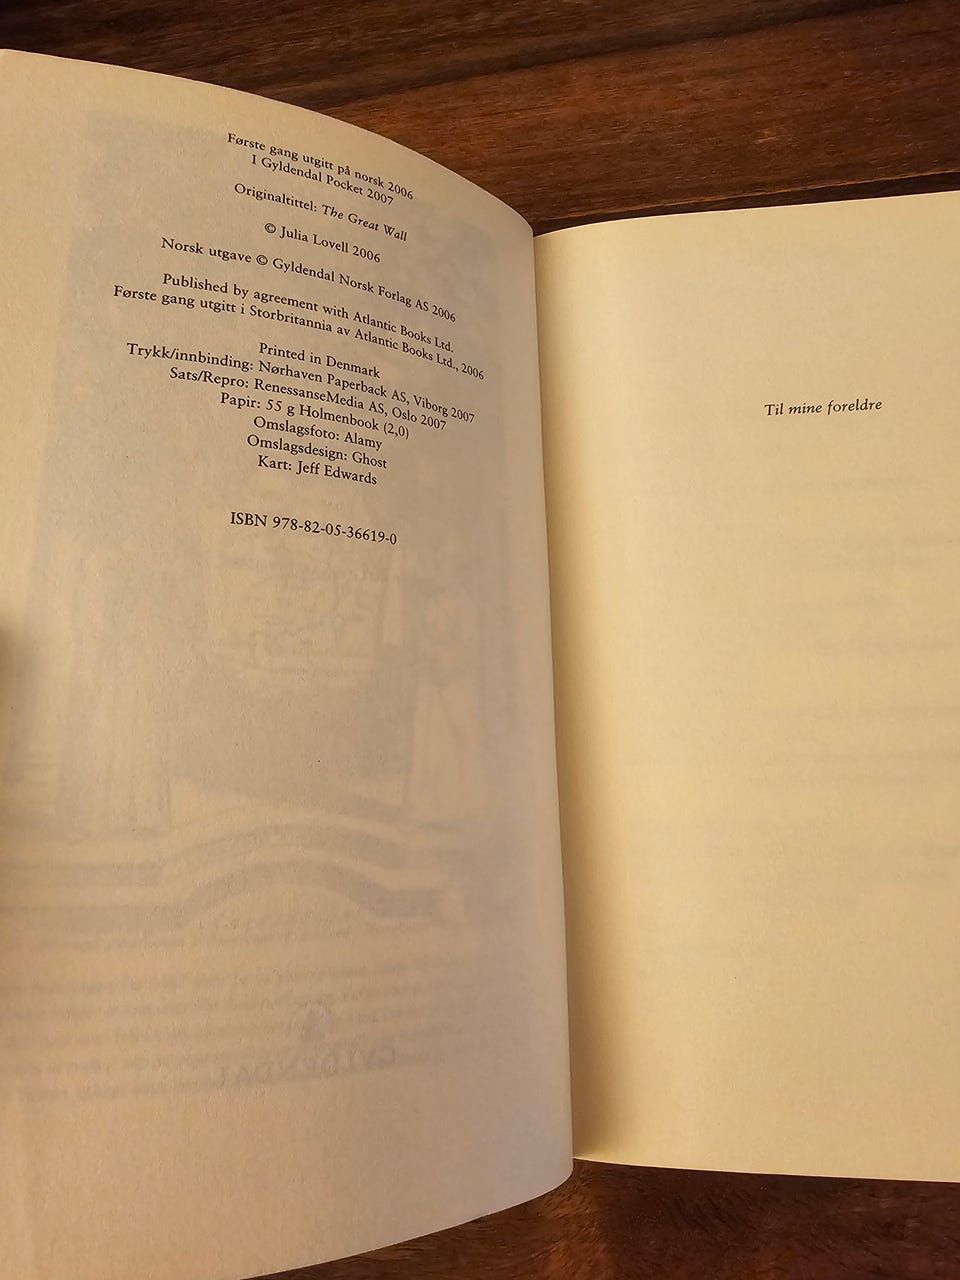 Første gang utgitt på norsk 2006
I Gyldendal Pocket 2007
Originaltittel: The Great Wall
© Julia Lovell 2006
Norsk utgave © Gyldendal Norsk Forlag AS 2006
Published by agreement with Atlantic Books Ltd.
Første gang utgitt i Storbritannia av Atlantic Books Ltd., 2006
Printed in Denmark
Trykk/innbinding: Nørhaven Paperback AS, Viborg 2007
Sats/Repro: RenessanseMedia AS, Oslo 2007
Papir: 55 g Holmenbook (2,0)
Omslagsfoto: Alamy
Omslagsdesign: Ghost
Kart: Jeff Edwards
ISBN 978-82-05-36619-0
Til mine foreldre
GYLDENDAL